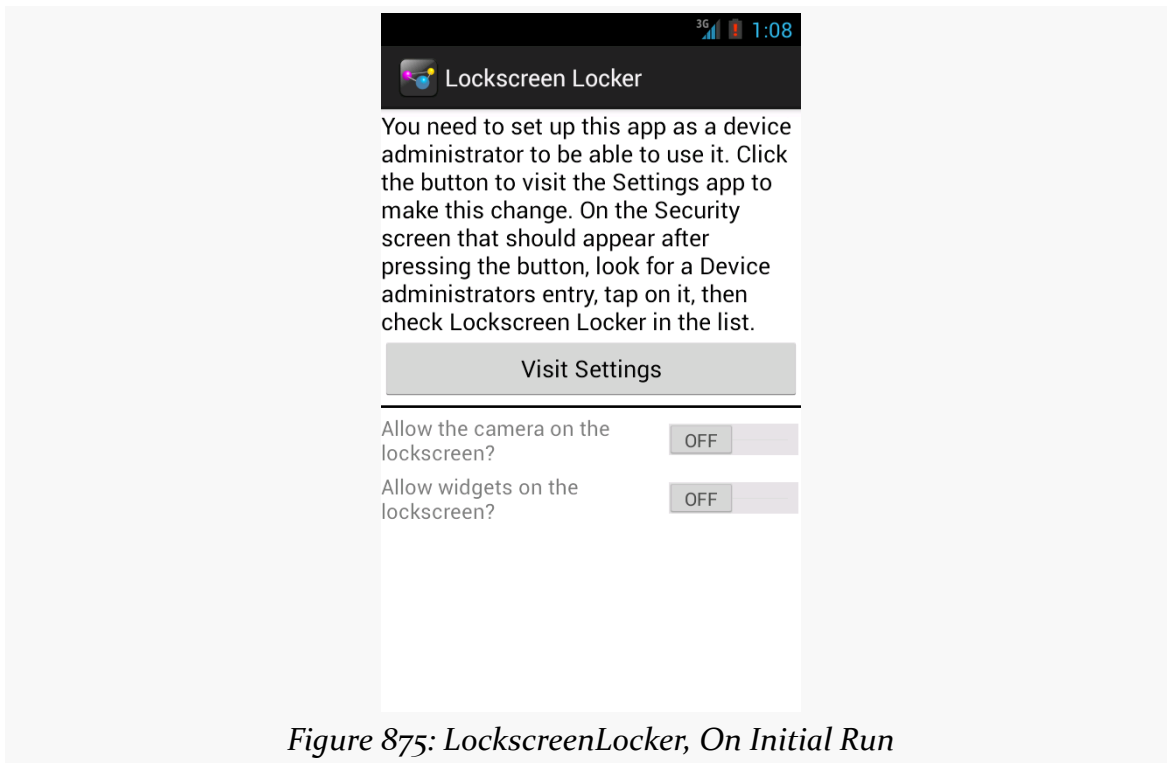 3G 1:08
Lockscreen Locker
You need to set up this app as a device
administrator to be able to use it. Click
the button to visit the Settings app to
make this change. On the Security
screen that should appear after
pressing the button, look for a Device
administrators entry, tap on it, then
check Lockscreen Locker in the list.
Visit Settings
Allow the camera on the
lockscreen?
OFF
Allow widgets on the
lockscreen?
OFF
Figure 875: LockscreenLocker, On Initial Run